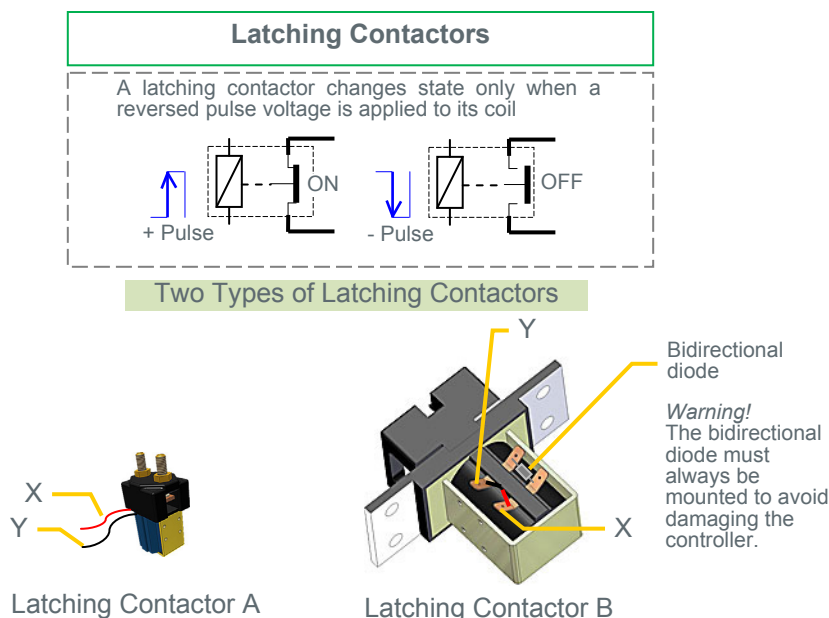 Latching Contactors
A latching contactor changes state only when a
reversed pulse voltage is applied to its coil
ON
OFF
+ Pulse
- Pulse
Two Types of Latching Contactors
Y
Bidirectional
diode
Warning!
The bidirectional
diode must
always be
mounted to avoid
damaging the
controller.
X
Y
X
Latching Contactor A
Latching Contactor B